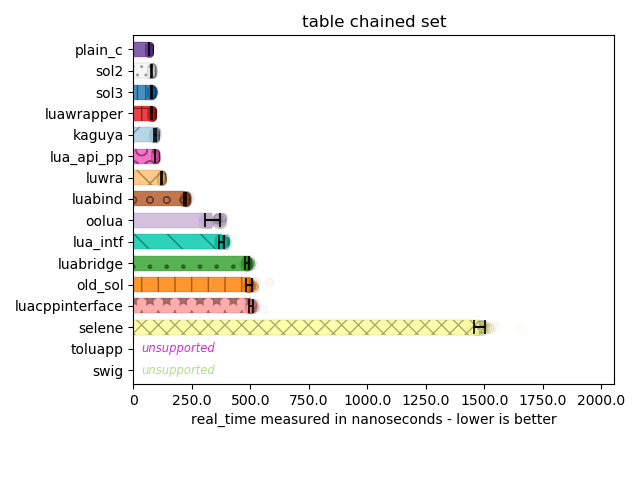 table chained set
plain_c
sol2
sol3
luawrapper
kaguya
lua_api_pp
luwra
luabind
oolua
lua_intf
luabridge
old_sol
luacppinterface
selene
toluapp unsupported
swig unsupported
0 250.0 500.0 750.0 1000.0 1250.0 1500.0 1750.0 2000.0
real_time measured in nanoseconds - lower is better